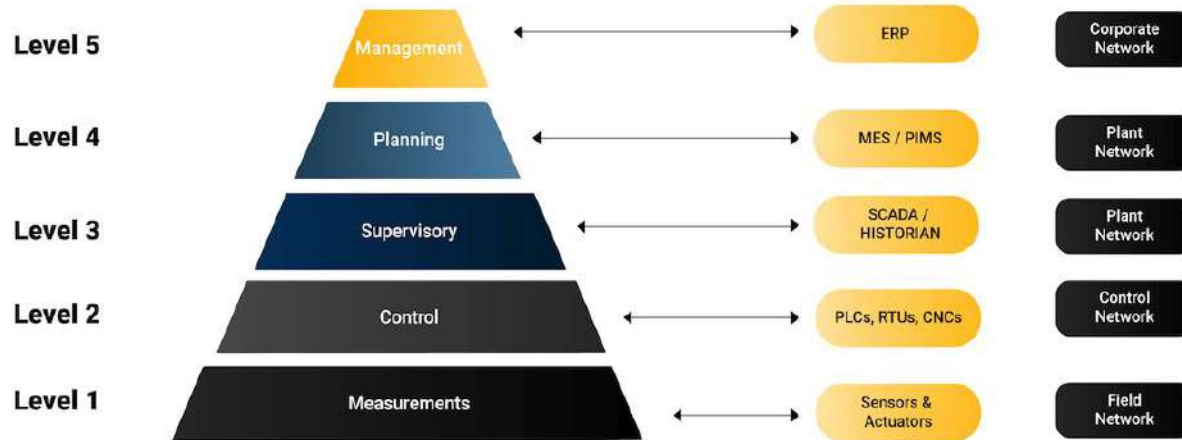 Level 5
Management
ERP
Corporate
Network
Level 4
Planning
MES / PIMS
Plant
Network
Level 3
Supervisory
SCADA /
HISTORIAN
Plant
Network
Level 2
Control
PLCs, RTUs, CNCs
Control
Network
Level 1
Measurements
Sensors &
Actuators
Field
Network